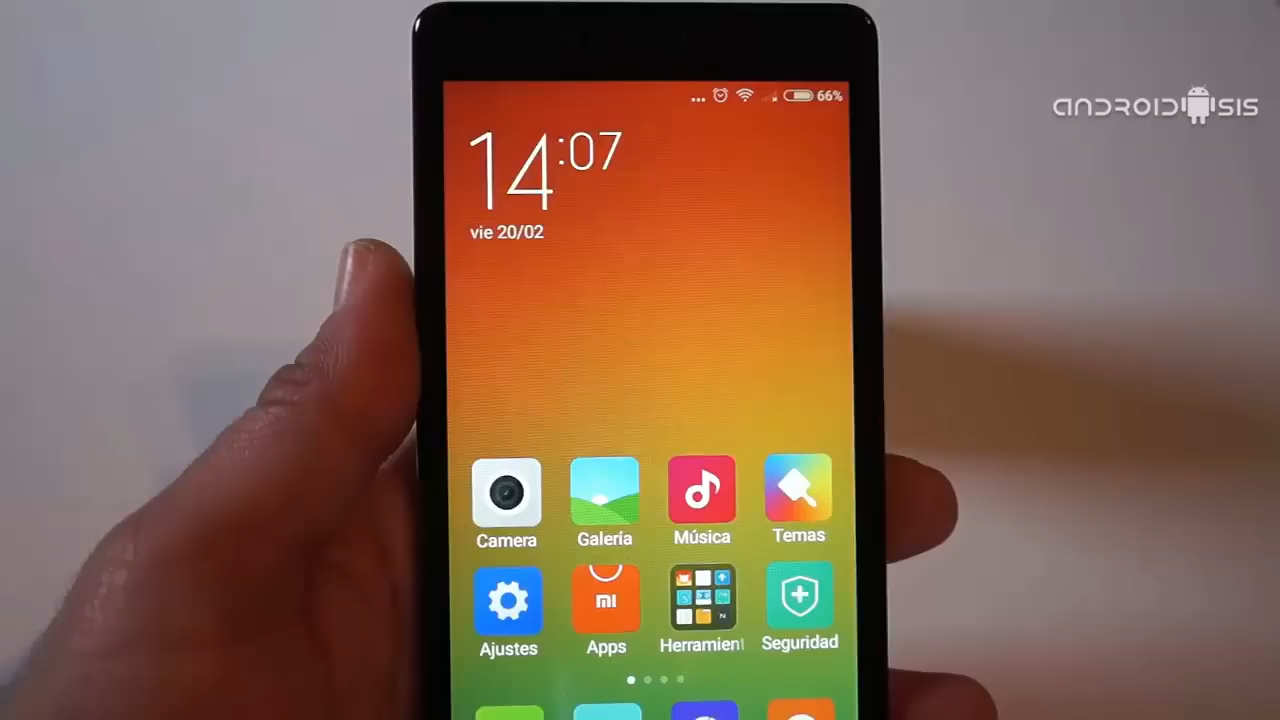 ... 66%
ANDROIDSIS
14:07
vie 20/02
Camera Galería Música Temas
mi
N
Ajustes Apps Herramient Seguridad